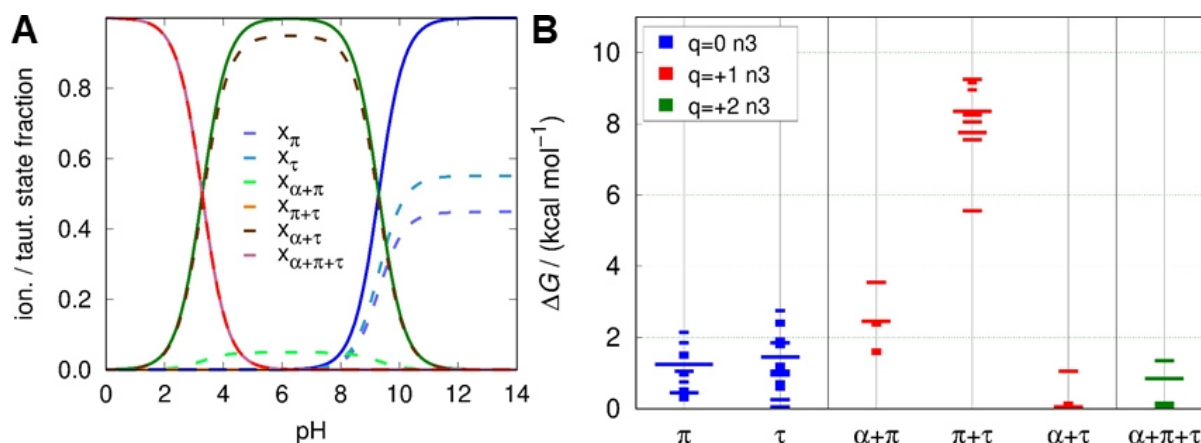 A
ion. / taut. state fraction
0.8
0.6
0.4
0.2
0.0
xπ
xτ
xα+π
xπ+τ
xα+τ
xα+π+τ
0 2 4 6 8 10 12 14
pH
B
ΔG / (kcal mol⁻¹)
10
8
6
4
2
0
q=0 n3
q=+1 n3
q=+2 n3
π τ α+π π+τ α+τ α+π+τ